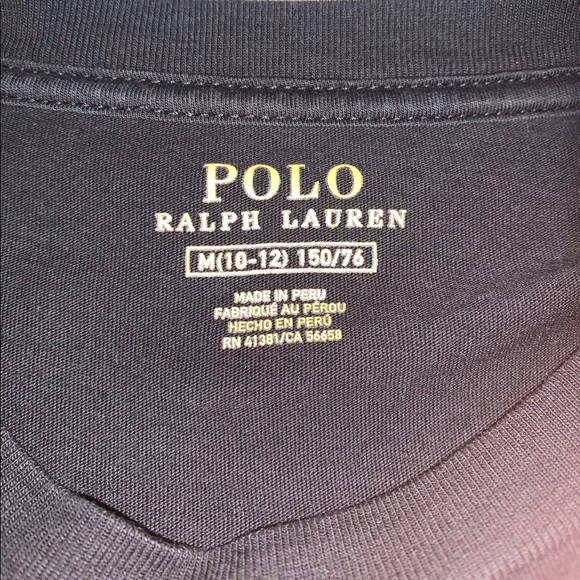 POLO
RALPH LAUREN
M(10-12) 150/76
MADE IN PERU
FABRIQUÉ AU PÉROU
HECHO EN PERÚ
RN 41381/CA 56658